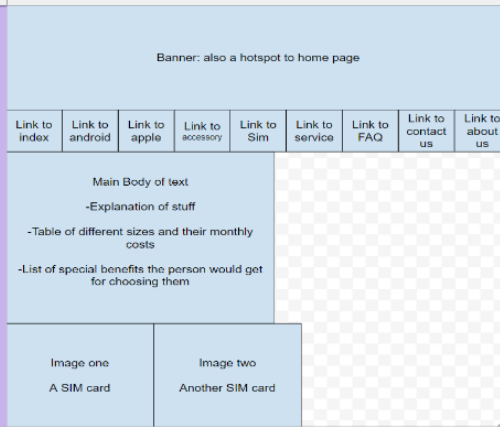 Banner: also a hotspot to home page
Link to
index
Link to
android
Link to
apple
Link to
accessory
Link to
Sim
Link to
service
Link to
FAQ
Link to
contact
us
Link to
about
us
Main Body of text
-Explanation of stuff
-Table of different sizes and their monthly
costs
-List of special benefits the person would get
for choosing them
Image one
A SIM card
Image two
Another SIM card